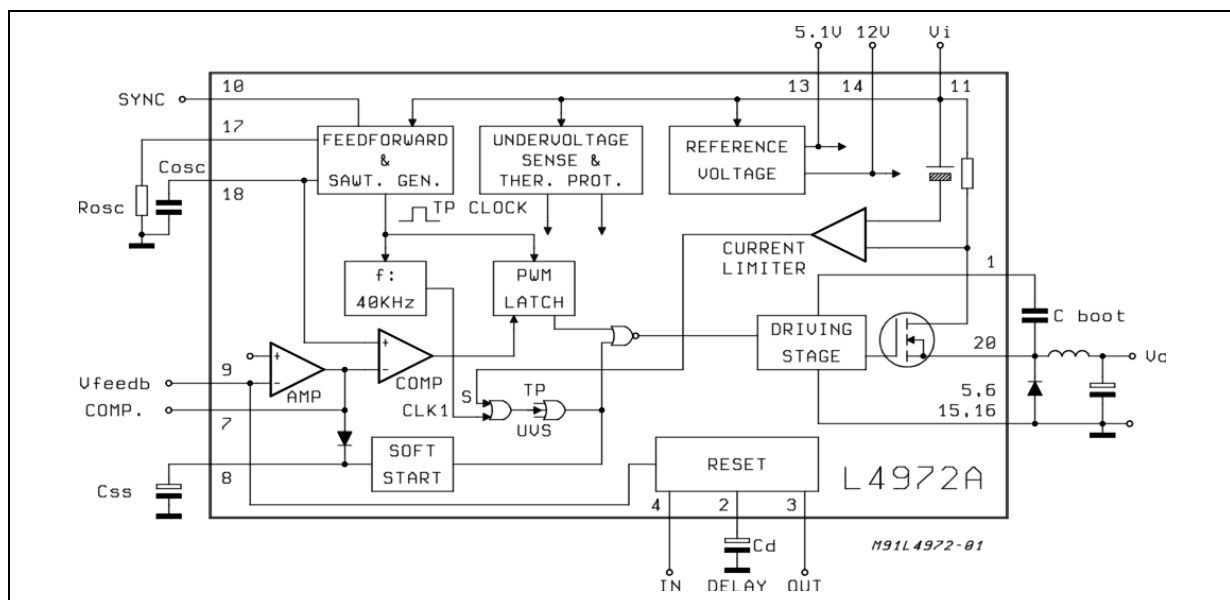 5.1V 12V Vi
10 13 14 11
SYNC
17
FEEDFORWARD
&
SAWT. GEN.
UNDERVOLTAGE
SENSE &
THER. PROT.
REFERENCE
VOLTAGE
Cosc
18
Rosc
TP CLOCK
CURRENT
LIMITER
1
f:
40KHz
PWM
LATCH
C boot
DRIVING
STAGE
20
Vo
+
-
AMP
+
-
COMP
9
Vfeedb
COMP.
7
S
TP
CLK1
UVS
5,6
15,16
SOFT
START
8
Css
RESET
L4972A
4 2 3
Cd
M91L4972-01
IN DELAY OUT